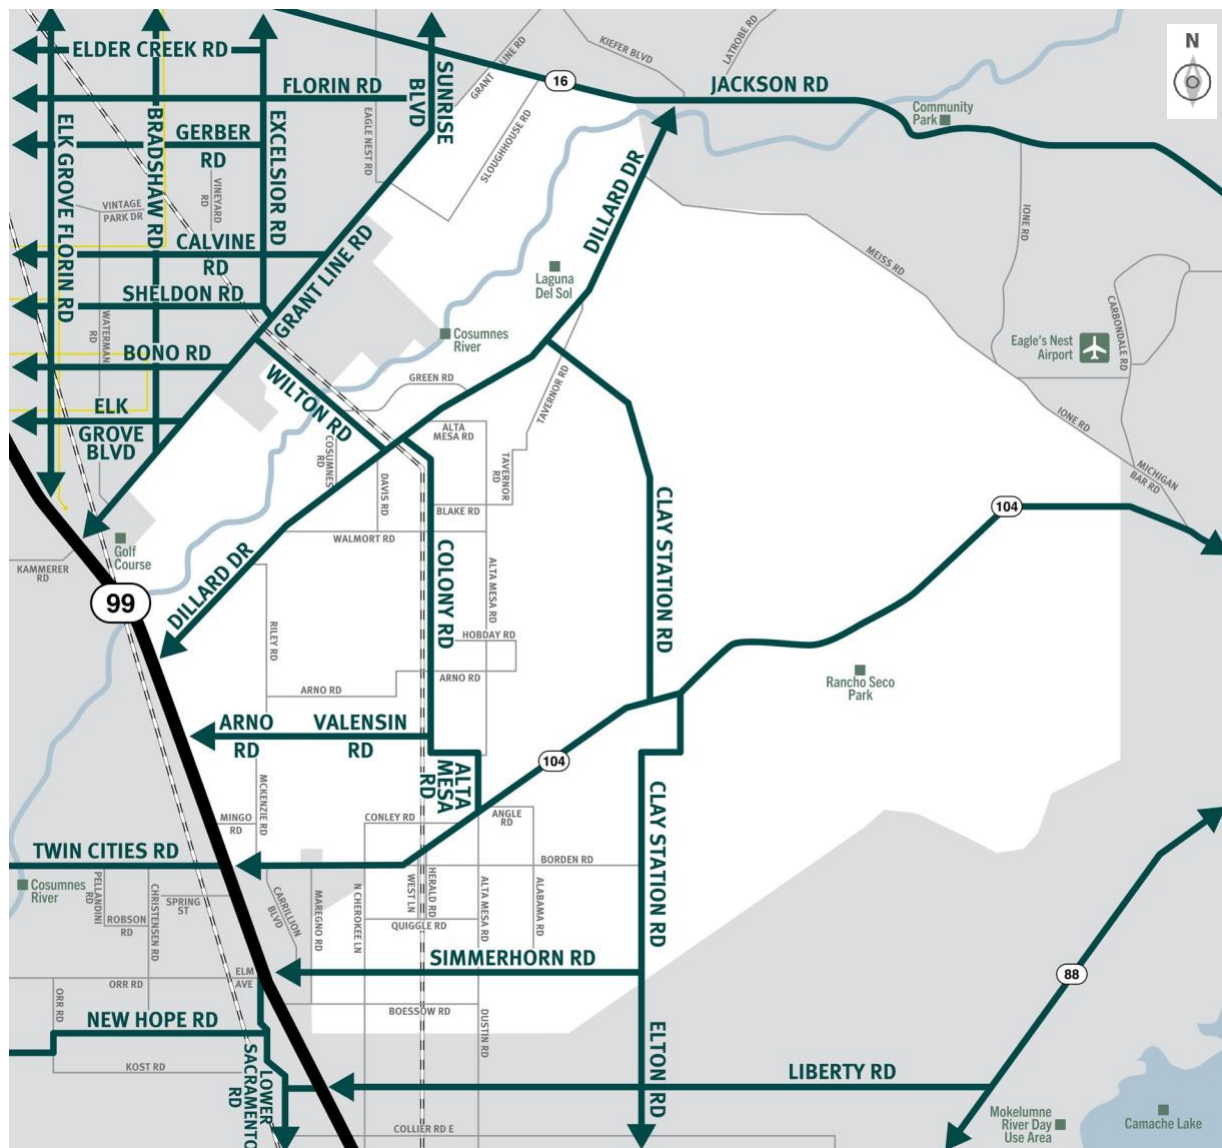 N
ELDER CREEK RD
FLORIN RD
SUNRISE
BLVD
GRANT LINE RD
KIEFER BLVD
LATROBE RD
16
JACKSON RD
Community
Park
ELK GROVE FLORIN RD
BRADSHAW RD
GERBER
RD
EXCELSIOR RD
EAGLE NEST RD
SLOUGHHOUSE RD
VINTAGE
PARK DR
VINEYARD
RD
CALVINE
RD
SHELDON RD
GRANT LINE RD
DILLARD DR
Laguna
Del Sol
IONE RD
MEISS RD
CARBONDALE RD
Eagle's Nest
Airport
WATERMAN
RD
BONO RD
Cosumnes
River
WILTON RD
GREEN RD
TAVERNOR RD
ELK
GROVE
BLVD
COSUMNES
RD
ALTA
MESA RD
TAVERNOR
RD
DAVIS RD
BLAKE RD
WALMORT RD
IONE RD
MICHIGAN
BAR RD
104
CLAY STATION RD
Golf
Course
KAMMERER
RD
99
DILLARD DR
COLONY RD
ALTA MESA RD
RILEY RD
HOBDAY RD
ARNO RD
ARNO RD
Rancho Seco
Park
ARNO
RD
VALENSIN
RD
ALTA
MESA
RD
104
MCKENZIE RD
MINGO
RD
CONLEY RD
ANGLE
RD
CLAY STATION RD
TWIN CITIES RD
BORDEN RD
Cosumnes
River
PELLANDINI
RD
CHRISTENSEN RD
SPRING
ST
ROBSON
RD
CARRILLION
BLVD
MAREGNO RD
N CHEROKEE LN
WEST LN
HERALD RD
ALTA MESA RD
ALABAMA RD
QUIGGLE RD
SIMMERHORN RD
88
ELM
AVE
ORR RD
ORR RD
BOESSOW RD
DUSTIN RD
NEW HOPE RD
ELTON RD
KOST RD
LOWER
SACRAMENTO
RD
LIBERTY RD
Mokelumne
River Day
Use Area
Camache Lake
COLLIER RD E